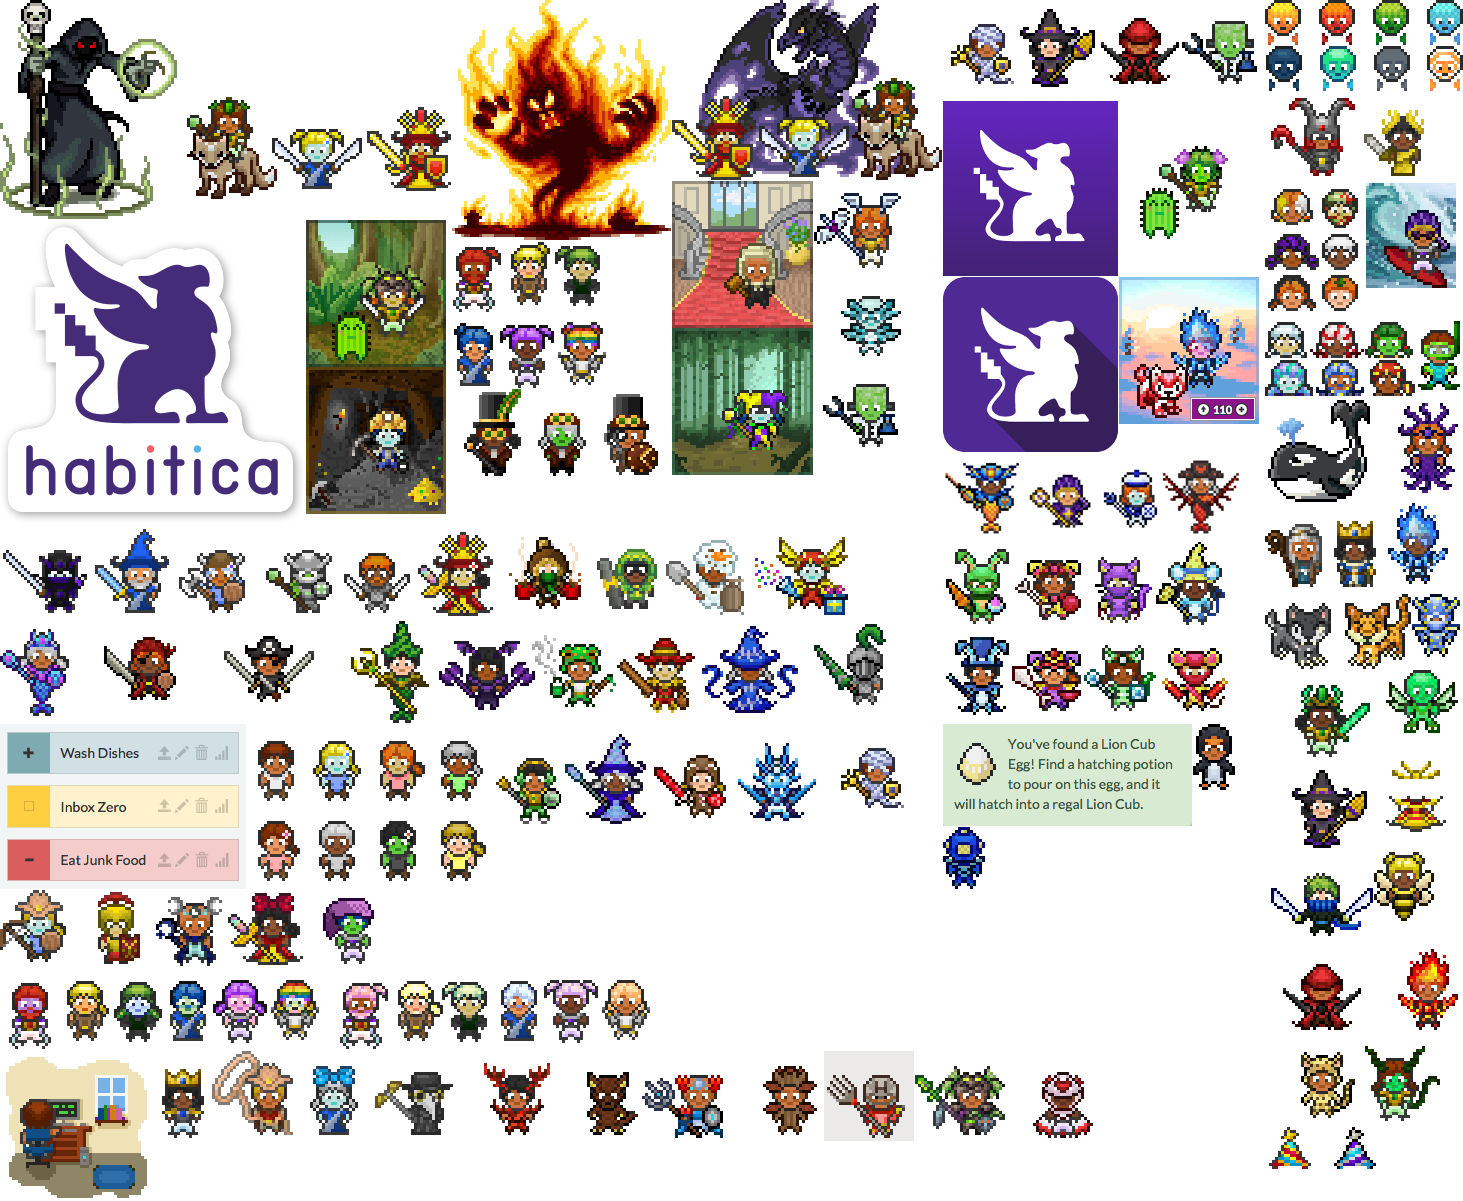 habitica
110
Wash Dishes
Inbox Zero
Eat Junk Food
You've found a Lion Cub
Egg! Find a hatching potion
to pour on this egg, and it
will hatch into a regal Lion Cub.